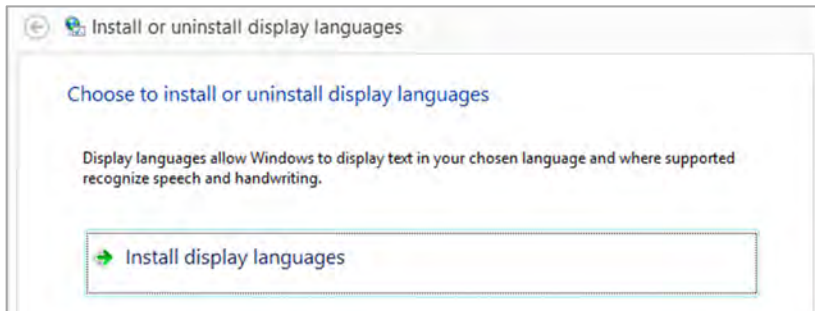 Install or uninstall display languages
Choose to install or uninstall display languages
Display languages allow Windows to display text in your chosen language and where supported
recognize speech and handwriting.
Install display languages